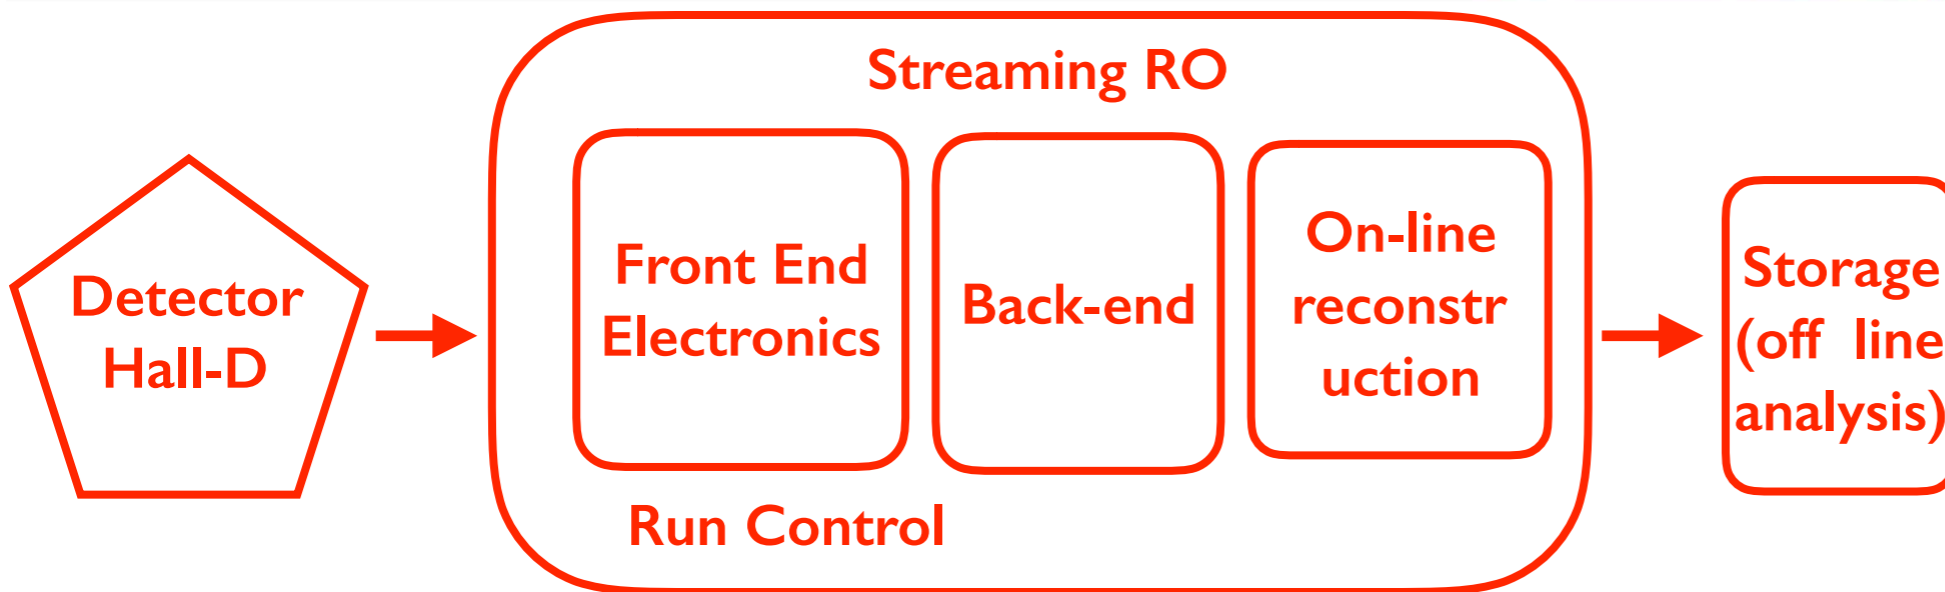 Streaming RO
Detector
Hall-D
Front End
Electronics
Back-end
On-line
reconstr
uction
Storage
(off line
analysis)
Run Control